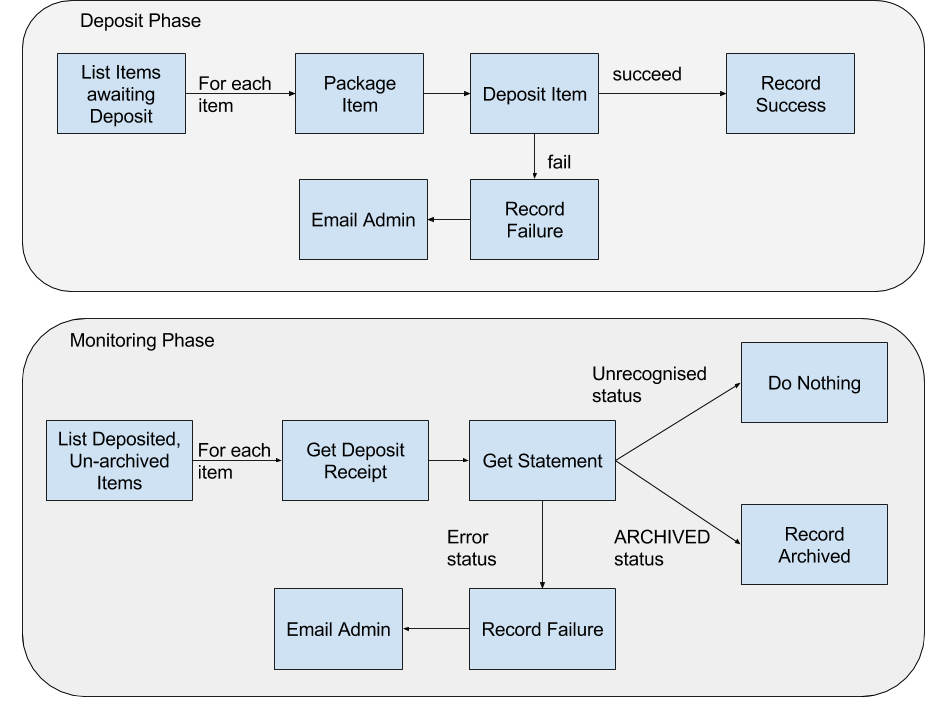 Deposit Phase
List Items
awaiting
Deposit
For each
item
Package
Item
Deposit Item
succeed
Record
Success
fail
Email Admin
Record
Failure
Monitoring Phase
Unrecognised
status
Do Nothing
List Deposited,
Un-archived
Items
For each
item
Get Deposit
Receipt
Get Statement
Error
status
ARCHIVED
status
Record
Archived
Email Admin
Record Failure